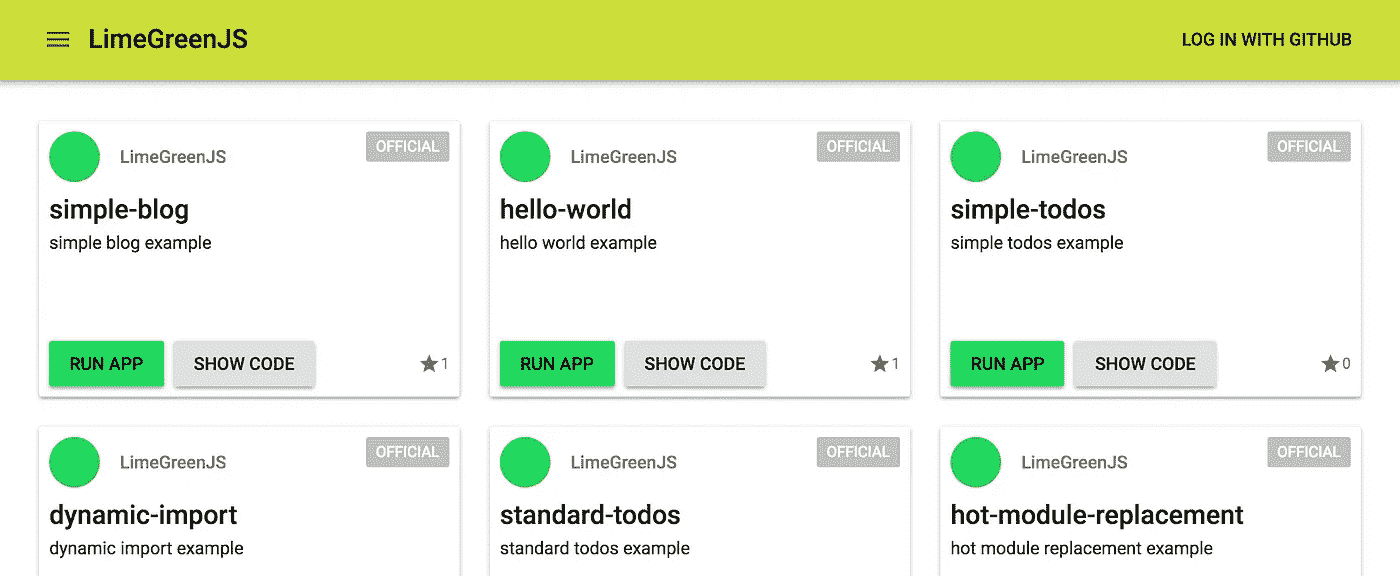 LimeGreenJS
LOG IN WITH GITHUB
LimeGreenJS
OFFICIAL
simple-blog
simple blog example
RUN APP
SHOW CODE
1
LimeGreenJS
OFFICIAL
hello-world
hello world example
RUN APP
SHOW CODE
1
LimeGreenJS
OFFICIAL
simple-todos
simple todos example
RUN APP
SHOW CODE
0
LimeGreenJS
OFFICIAL
dynamic-import
dynamic import example
LimeGreenJS
OFFICIAL
standard-todos
standard todos example
LimeGreenJS
OFFICIAL
hot-module-replacement
hot module replacement example